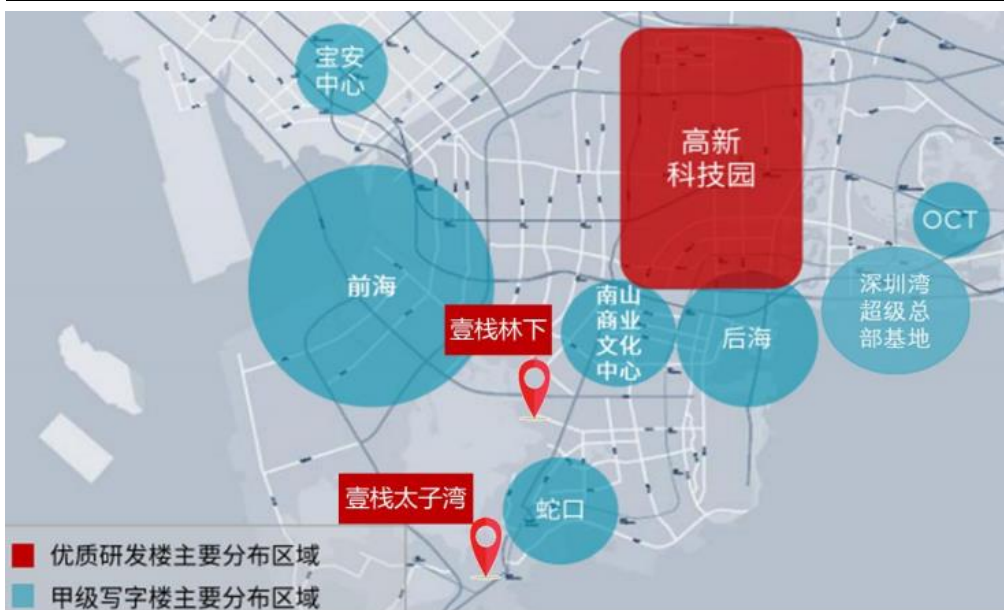 宝安
中心
高新
科技园
OCT
前海
南山
商业
文化
中心
后海
深圳湾
超级总
部基地
壹栈林下
壹栈太子湾
蛇口
优质研发楼主要分布区域
甲级写字楼主要分布区域